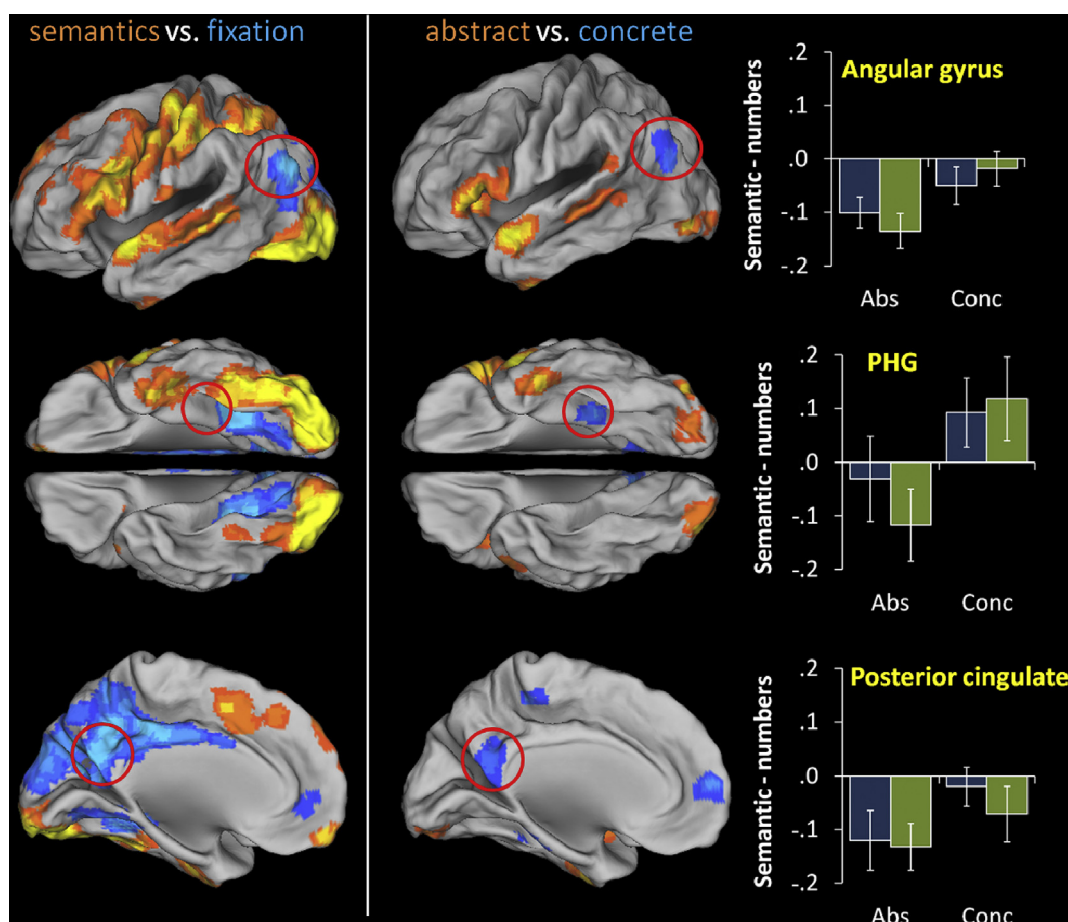 semantics vs. fixation
abstract vs. concrete
Angular gyrus
Semantic - numbers
.2
.1
.0
-.1
-.2
Abs
Conc
PHG
Semantic - numbers
.2
.1
.0
-.1
-.2
Abs
Conc
Posterior cingulate
Semantic - numbers
.2
.1
.0
-.1
-.2
Abs
Conc